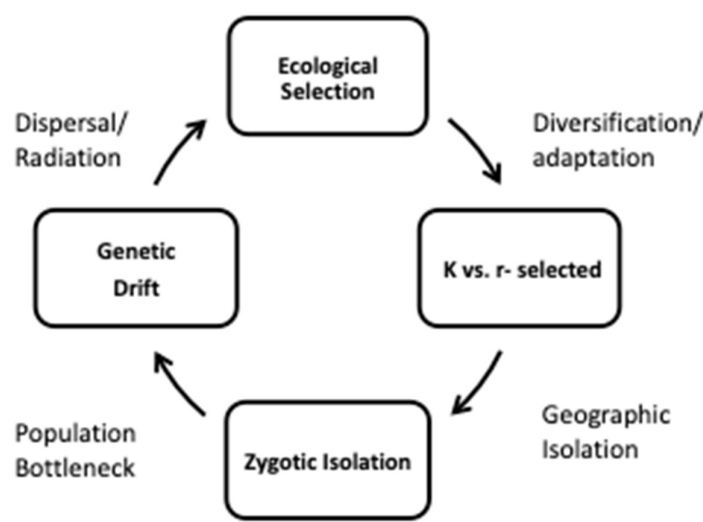 Ecological
Selection
Dispersal/
Radiation
Diversification/
adaptation
Genetic
Drift
K vs. r- selected
Population
Bottleneck
Zygotic Isolation
Geographic
Isolation